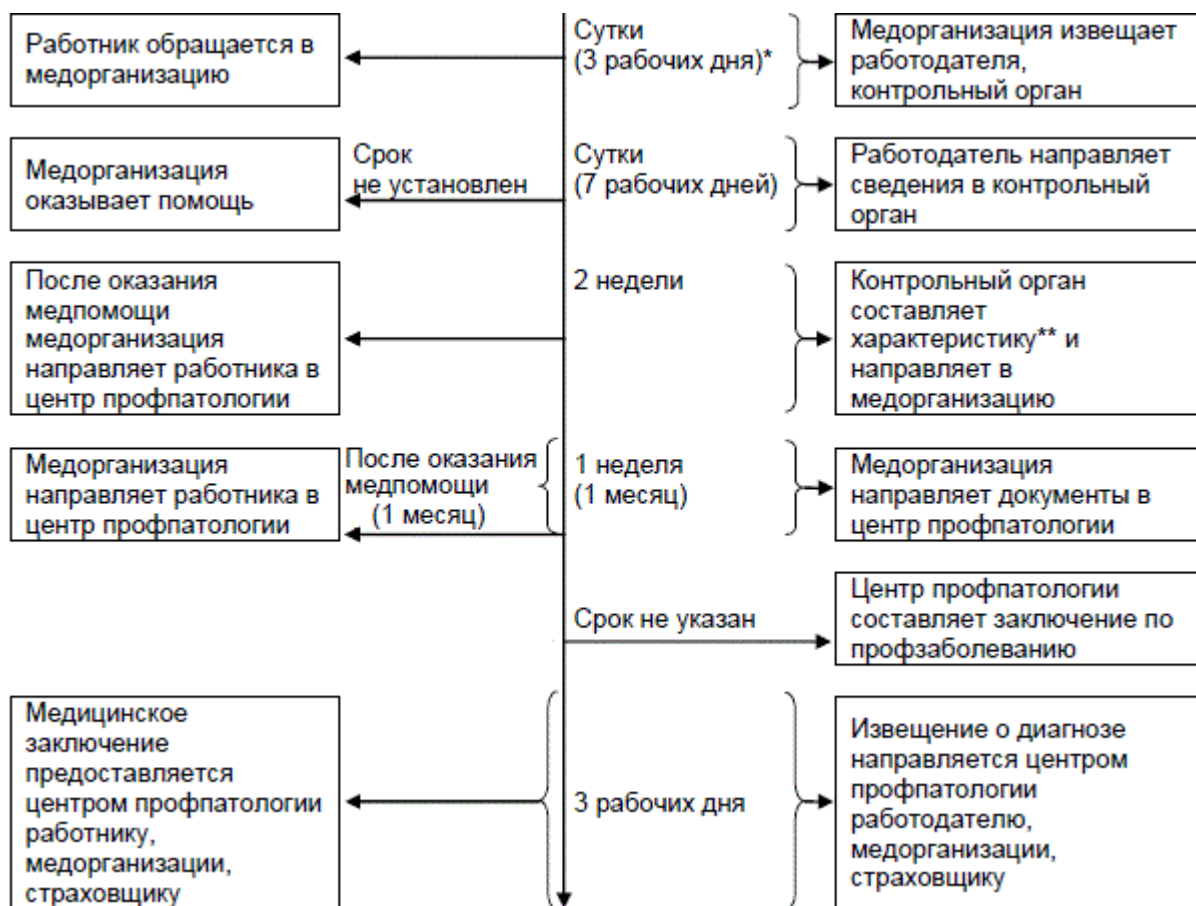 Работник обращается в
медорганизацию
Сутки
(3 рабочих дня)*
Медорганизация извещает
работодателя,
контрольный орган
Медорганизация
оказывает помощь
Срок
не установлен
Сутки
(7 рабочих дней)
Работодатель направляет
сведения в контрольный
орган
После оказания
медпомощи
медорганизация
направляет работника в
центр профпатологии
2 недели
Контрольный орган
составляет
характеристику** и
направляет в
медорганизацию
Медорганизация
направляет работника в
центр профпатологии
После оказания
медпомощи
(1 месяц)
1 неделя
(1 месяц)
Медорганизация
направляет документы в
центр профпатологии
Срок не указан
Центр профпатологии
составляет заключение по
профзаболеванию
Медицинское
заключение
предоставляется
центром профпатологии
работнику,
медорганизации,
страховщику
3 рабочих дня
Извещение о диагнозе
направляется центром
профпатологии
работодателю,
медорганизации,
страховщику